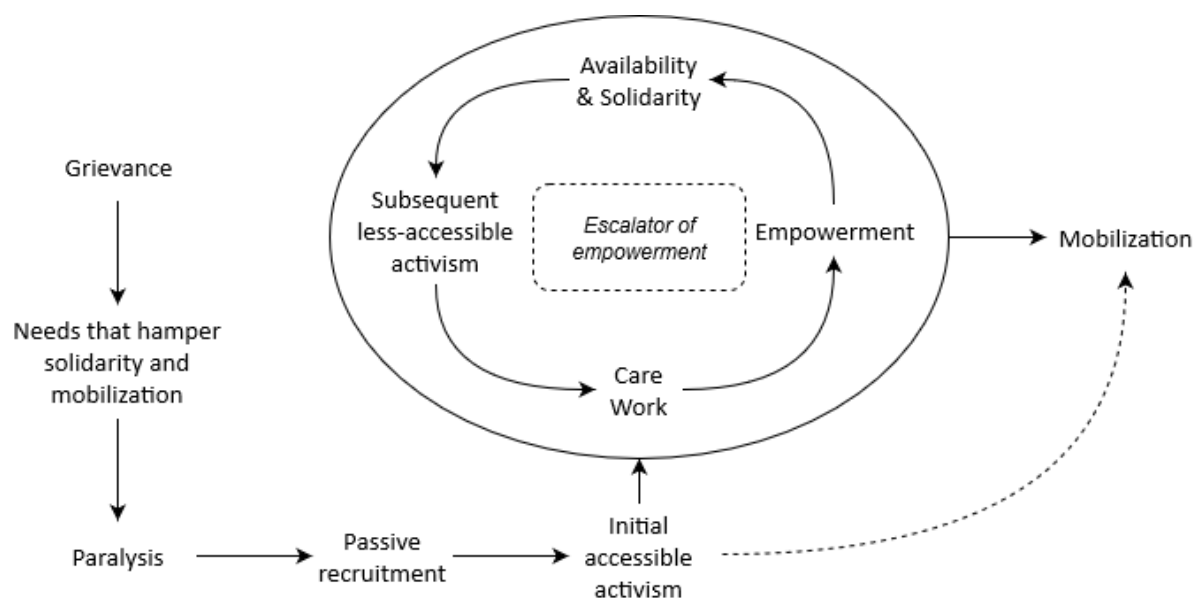 Availability
& Solidarity
Grievance
Subsequent
less-accessible
activism
Escalator of
empowerment
Empowerment
Mobilization
Needs that hamper
solidarity and
mobilization
Care
Work
Paralysis
Passive
recruitment
Initial
accessible
activism